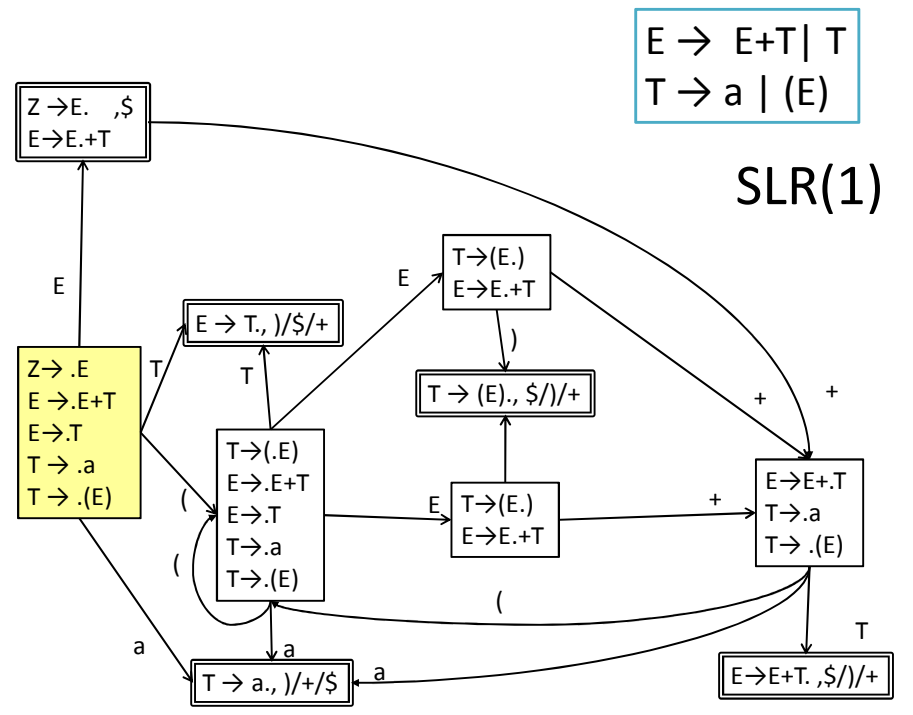 E → E+T| T
T → a | (E)
SLR(1)
Z →E. ,$
E→E.+T
E
Z→ .E
E →.E+T
E→.T
T → .a
T → .(E)
T
E → T., )/$/+
T
E
T→(E.)
E→E.+T
)
T → (E)., $/)/+
+
+
(
(
T→(.E)
E→.E+T
E→.T
T→.a
T→.(E)
E
T→(E.)
E→E.+T
+
E→E+.T
T→.a
T→ .(E)
(
a
a
T → a., )/+/$
a
T
E→E+T. ,$/)/+